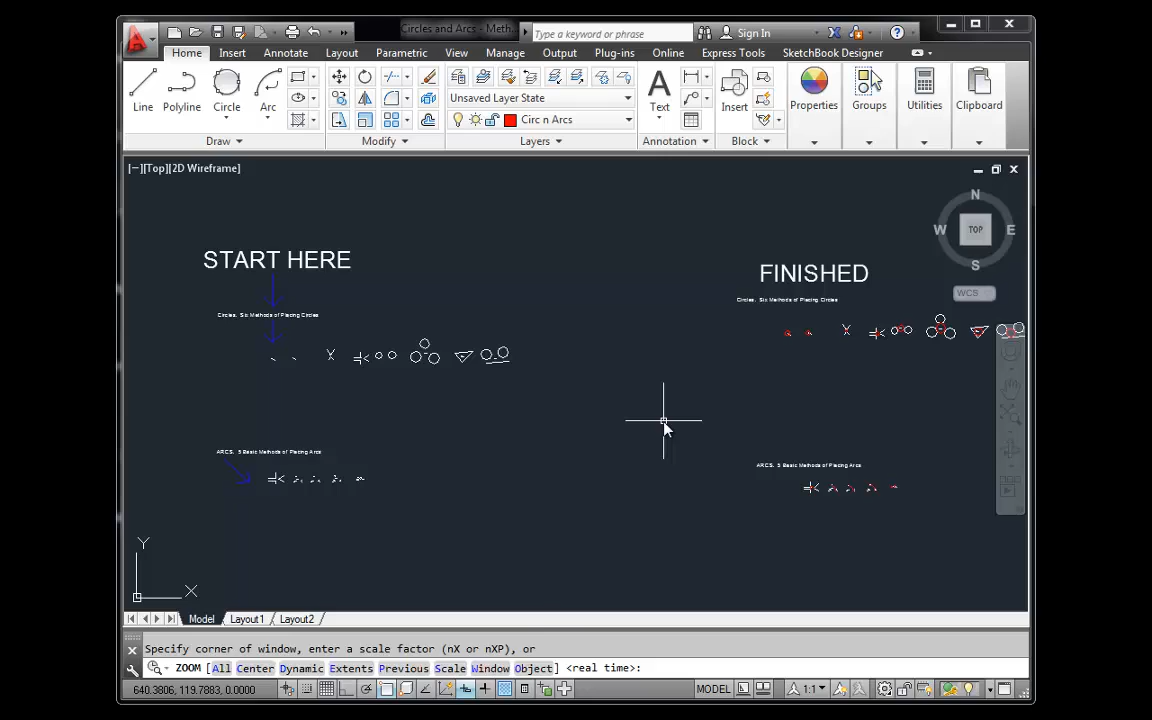 Circles and Arcs - Meth...
Type a keyword or phrase
Sign In
Home Insert Annotate Layout Parametric View Manage Output Plug-ins Online Express Tools SketchBook Designer
Line Polyline Circle Arc
Unsaved Layer State
Circ n Arcs
Text
Insert
Properties Groups Utilities Clipboard
Draw Modify Layers Annotation Block
[−][Top][2D Wireframe]
N
W TOP E
S
WCS
START HERE
FINISHED
Circles. Six Methods of Placing Circles
Circles. Six Methods of Placing Circles
ARCS. 5 Basic Methods of Placing Arcs
ARCS. 5 Basic Methods of Placing Arcs
Y
X
Model Layout1 Layout2
Specify corner of window, enter a scale factor (nX or nXP), or
ZOOM [All Center Dynamic Extents Previous Scale Window Object] <real time>:
640.3806, 119.7883, 0.0000
MODEL
1:1